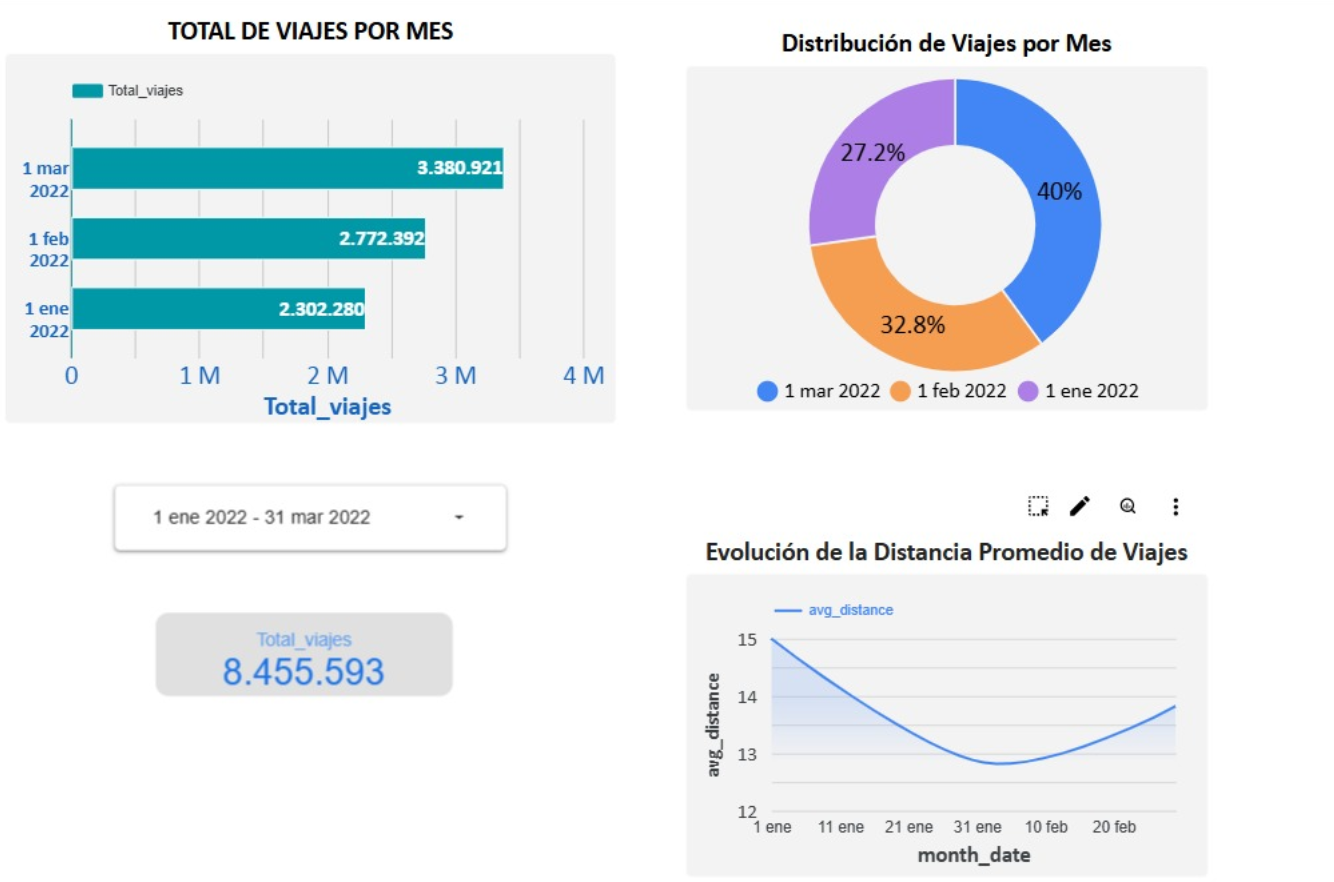 TOTAL DE VIAJES POR MES
Total_viajes
1 mar
2022
3.380.921
1 feb
2022
2.772.392
1 ene
2022
2.302.280
0 1 M 2 M 3 M 4 M
Total_viajes
Distribución de Viajes por Mes
27.2%
40%
32.8%
1 mar 2022 1 feb 2022 1 ene 2022
1 ene 2022 - 31 mar 2022
Total_viajes
8.455.593
Evolución de la Distancia Promedio de Viajes
avg_distance
avg_distance
15
14
13
12
1 ene 11 ene 21 ene 31 ene 10 feb 20 feb
month_date